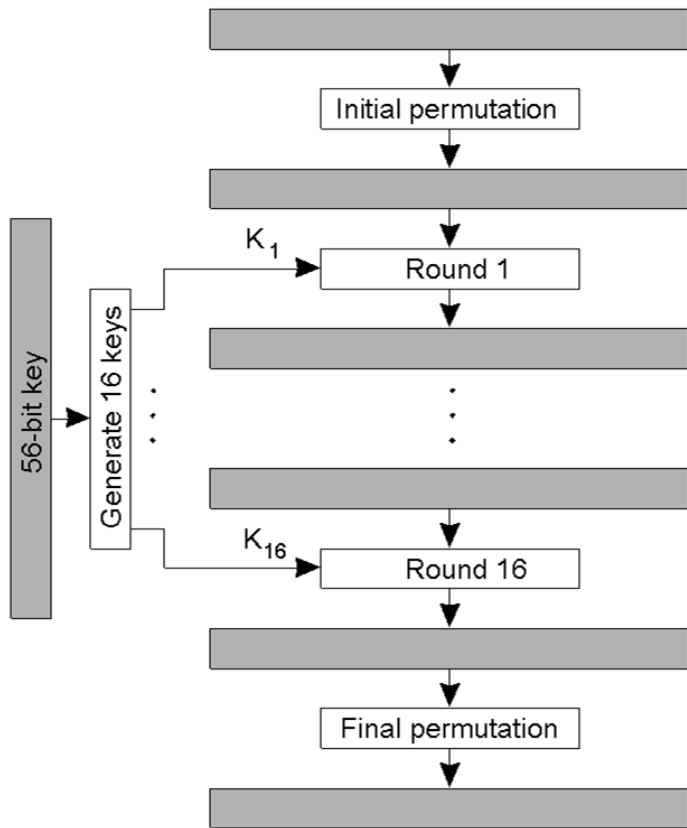 Initial permutation
K1
Round 1
56-bit key
Generate 16 keys
K16
Round 16
Final permutation